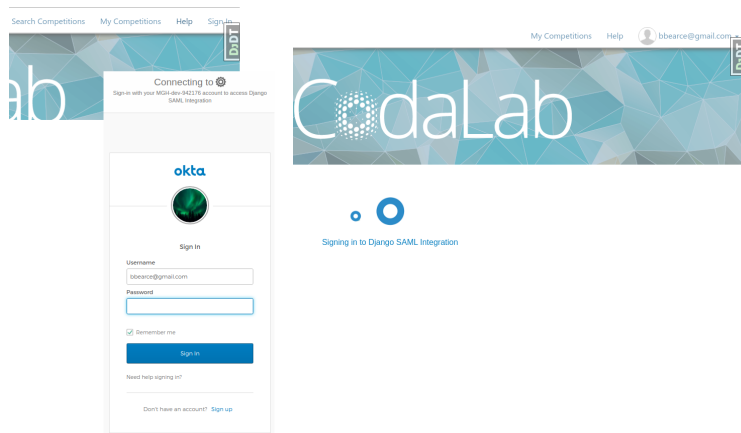 Search Competitions My Competitions Help Sign In
DjDT
ab
Connecting to
Sign-in with your MGH-dev-942176 account to access Django
SAML Integration
okta
Sign In
Username
bbearce@gmail.com
Password
Remember me
Sign In
Need help signing in?
Don't have an account? Sign up
My Competitions Help bbearce@gmail.com
DjDT
CodaLab
Signing in to Django SAML Integration